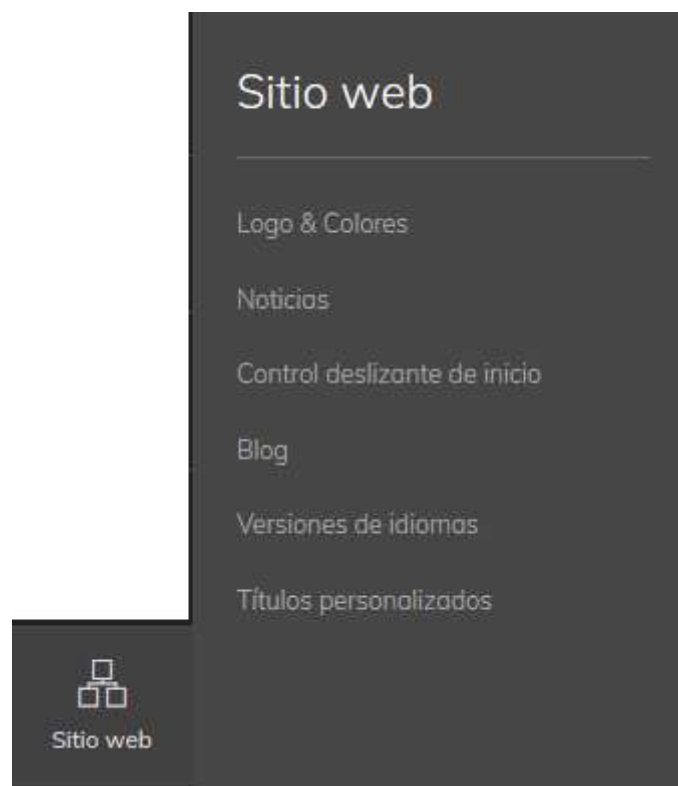 Sitio web
Logo & Colores
Noticias
Control deslizante de inicio
Blog
Versiones de idiomas
Títulos personalizados
Sitio web